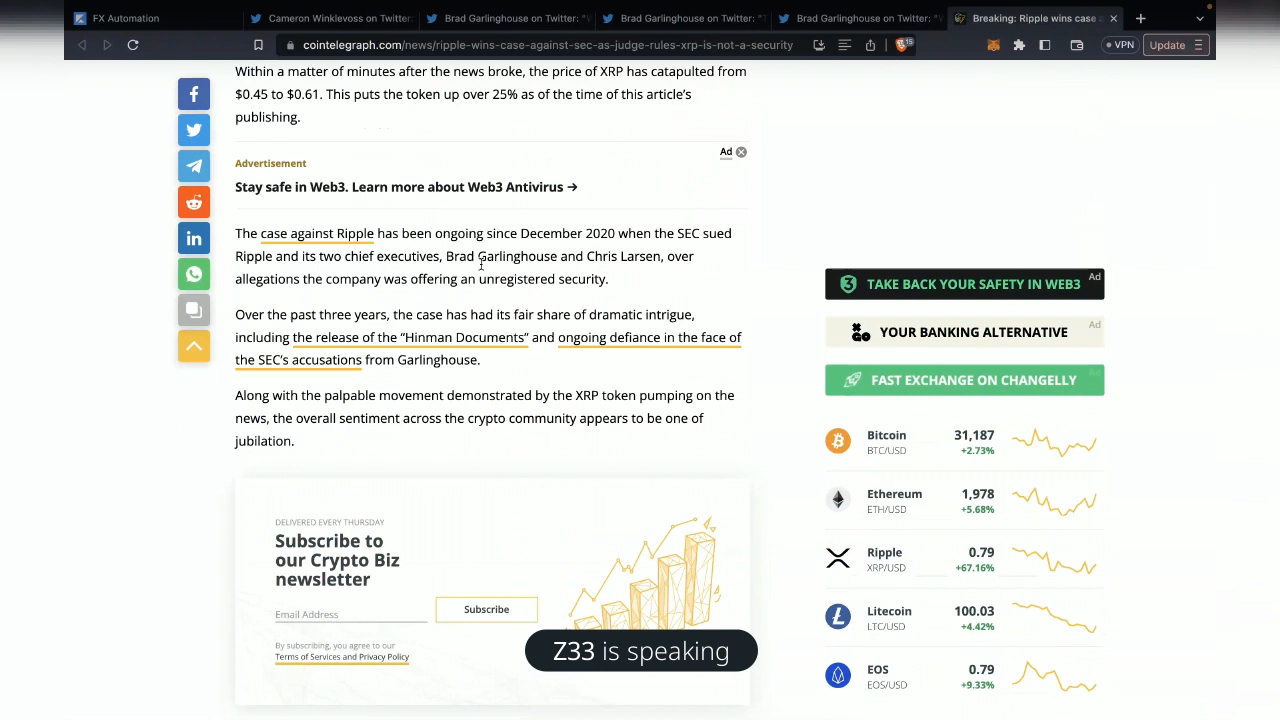 FX Automation
Cameron Winklevoss on Twitter:
Brad Garlinghouse on Twitter: "
Brad Garlinghouse on Twitter: "
Brad Garlinghouse on Twitter: "
Breaking: Ripple wins case a
cointelegraph.com/news/ripple-wins-case-against-sec-as-judge-rules-xrp-is-not-a-security
15
VPN
Update
Within a matter of minutes after the news broke, the price of XRP has catapulted from
$0.45 to $0.61. This puts the token up over 25% as of the time of this article's
publishing.
Ad
Advertisement
Stay safe in Web3. Learn more about Web3 Antivirus →
The case against Ripple has been ongoing since December 2020 when the SEC sued
Ripple and its two chief executives, Brad Garlinghouse and Chris Larsen, over
allegations the company was offering an unregistered security.
Over the past three years, the case has had its fair share of dramatic intrigue,
including the release of the “Hinman Documents” and ongoing defiance in the face of
the SEC's accusations from Garlinghouse.
Along with the palpable movement demonstrated by the XRP token pumping on the
news, the overall sentiment across the crypto community appears to be one of
jubilation.
DELIVERED EVERY THURSDAY
Subscribe to
our Crypto Biz
newsletter
Email Address
Subscribe
By subscribing, you agree to our
Terms of Services and Privacy Policy
Z33 is speaking
TAKE BACK YOUR SAFETY IN WEB3
Ad
YOUR BANKING ALTERNATIVE
Ad
FAST EXCHANGE ON CHANGELLY
Ad
Bitcoin 31,187
BTC/USD +2.73%
Ethereum 1,978
ETH/USD +5.68%
Ripple 0.79
XRP/USD +67.16%
Litecoin 100.03
LTC/USD +4.42%
EOS 0.79
EOS/USD +9.33%